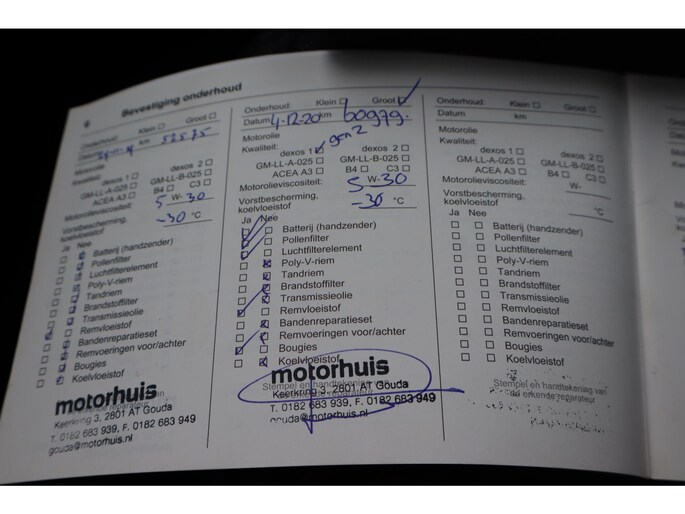 6 Bevestiging onderhoud
Onderhoud: Klein Groot
Datum km 52575
Motorolie
Kwaliteit: dexos 1 dexos 2
GM-LL-A-025 GM-LL-B-025
ACEA A3 B4 C3
Motorolieviscositeit: 5 W- 30
Vorstbescherming, koelvloeistof -30 °C
Ja Nee
Batterij (handzender)
Pollenfilter
Luchtfilterelement
Poly-V-riem
Tandriem
Brandstoffilter
Transmissieolie
Remvloeistof
Bandenreparatieset
Remvoeringen voor/achter
Bougies
Koelvloeistof
motorhuis
Keerkring 3, 2801 AT Gouda
T. 0182 683 939, F. 0182 683 949
gouda@motorhuis.nl
Onderhoud: Klein Groot
Datum 4-12-20 km 60979
Motorolie
Kwaliteit: dexos 1 gen 2 dexos 2
GM-LL-A-025 GM-LL-B-025
ACEA A3 B4 C3
Motorolieviscositeit: 5 W- 30
Vorstbescherming, koelvloeistof -30 °C
Ja Nee
Batterij (handzender)
Pollenfilter
Luchtfilterelement
Poly-V-riem
Tandriem
Brandstoffilter
Transmissieolie
Remvloeistof
Bandenreparatieset
Remvoeringen voor/achter
Bougies
Koelvloeistof
motorhuis
Stempel en handtekening van
Keerkring 3, 2801 AT Gouda
T. 0182 683 939, F. 0182 683 949
gouda@motorhuis.nl
Onderhoud: Klein Groot
Datum km
Motorolie
Kwaliteit: dexos 1 dexos 2
GM-LL-A-025 GM-LL-B-025
ACEA A3 B4 C3
Motorolieviscositeit: W-
Vorstbescherming, koelvloeistof °C
Ja Nee
Batterij (handzender)
Pollenfilter
Luchtfilterelement
Poly-V-riem
Tandriem
Brandstoffilter
Transmissieolie
Remvloeistof
Bandenreparatieset
Remvoeringen voor/achter
Bougies
Koelvloeistof
Stempel en handtekening van
de erkende reparateur